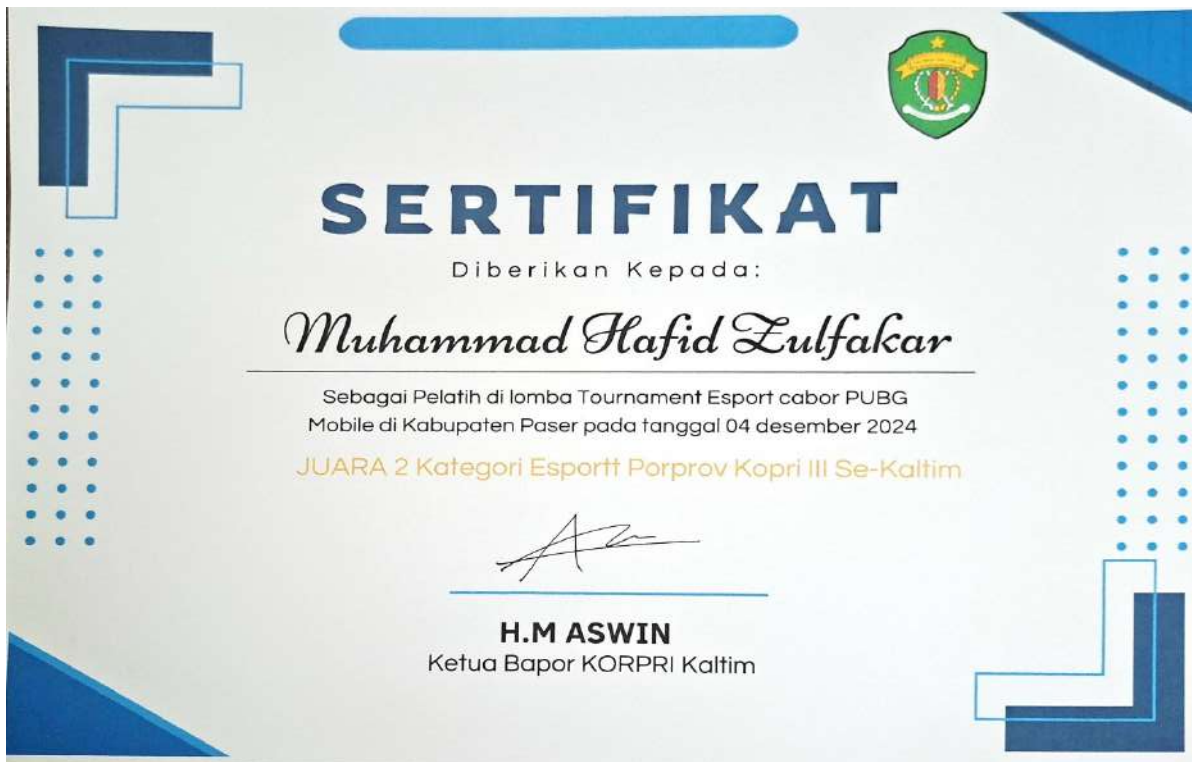 SERTIFIKAT
Diberikan Kepada:
Muhammad Hafid Zulfakar
Sebagai Pelatih di lomba Tournament Esport cabor PUBG
Mobile di Kabupaten Paser pada tanggal 04 desember 2024
JUARA 2 Kategori Esportt Porprov Kopri III Se-Kaltim
H.M ASWIN
Ketua Bapor KORPRI Kaltim